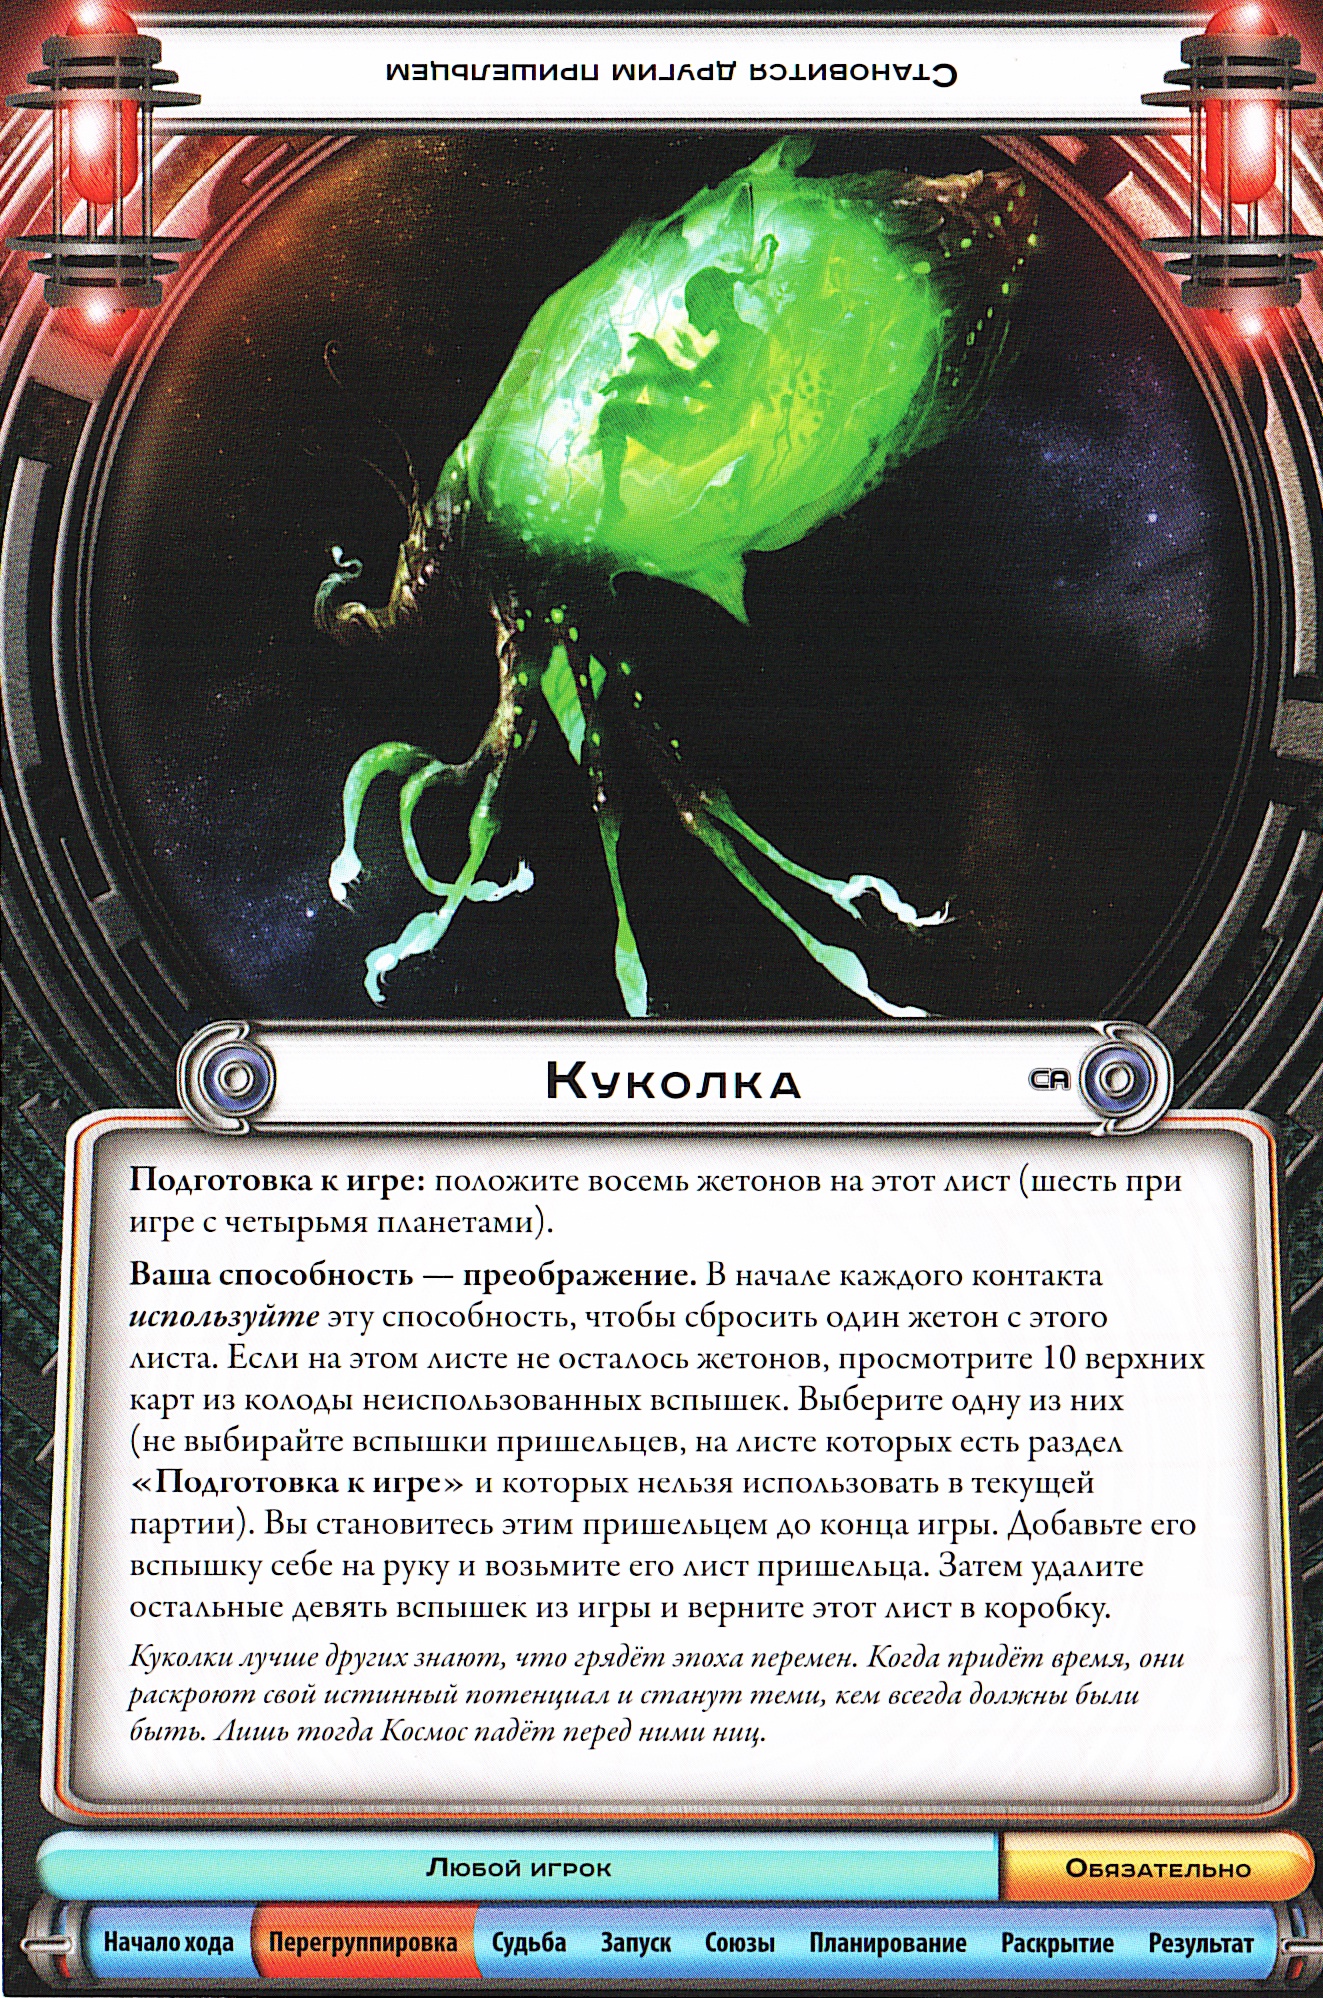 Становится другим пришельцем
Куколка
CA
Подготовка к игре: положите восемь жетонов на этот лист (шесть при
игре с четырьмя планетами).
Ваша способность — преображение. В начале каждого контакта
используйте эту способность, чтобы сбросить один жетон с этого
листа. Если на этом листе не осталось жетонов, просмотрите 10 верхних
карт из колоды неиспользованных вспышек. Выберите одну из них
(не выбирайте вспышки пришельцев, на листе которых есть раздел
«Подготовка к игре» и которых нельзя использовать в текущей
партии). Вы становитесь этим пришельцем до конца игры. Добавьте его
вспышку себе на руку и возьмите его лист пришельца. Затем удалите
остальные девять вспышек из игры и верните этот лист в коробку.
Куколки лучше других знают, что грядёт эпоха перемен. Когда придёт время, они
раскроют свой истинный потенциал и станут теми, кем всегда должны были
быть. Лишь тогда Космос падёт перед ними ниц.
Любой игрок Обязательно
Начало хода Перегруппировка Судьба Запуск Союзы Планирование Раскрытие Результат